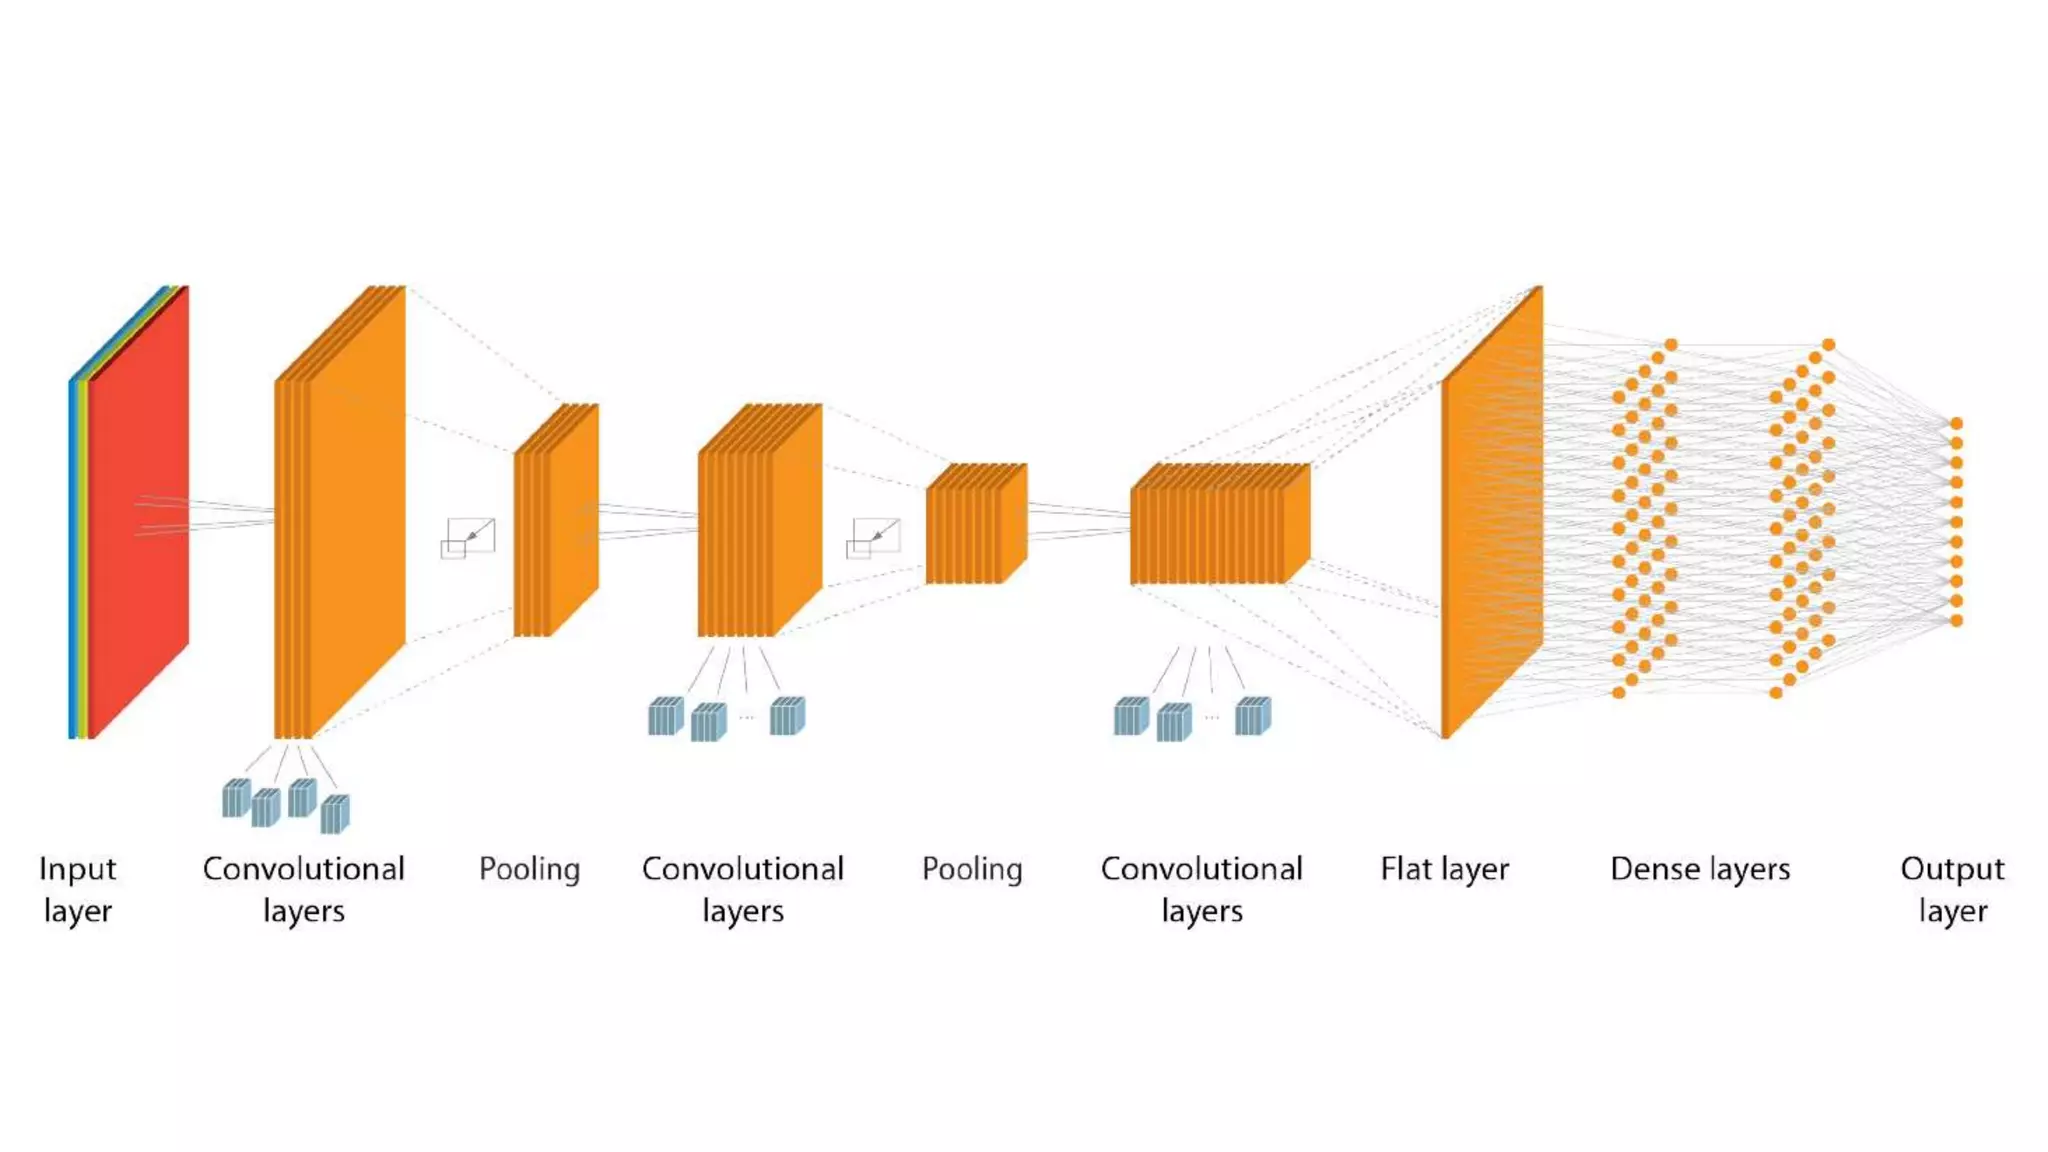 Input
layer
Convolutional
layers
Pooling
Convolutional
layers
Pooling
Convolutional
layers
Flat layer
Dense layers
Output
layer
...
...